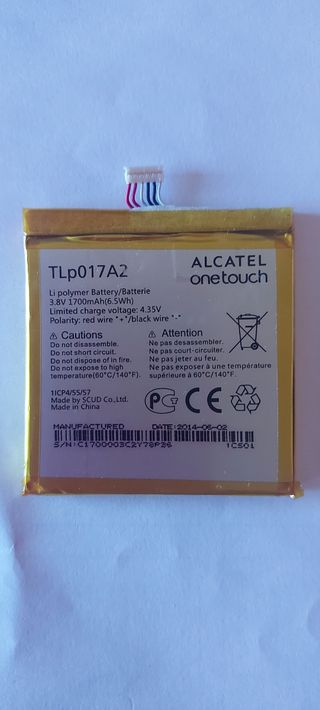 TLp017A2
ALCATEL
onetouch
Li polymer Battery/Batterie
3.8V 1700mAh(6.5Wh)
Limited charge voltage: 4.35V
Polarity: red wire "+"/black wire "-"
Cautions
Do not disassemble.
Do not short circuit.
Do not dispose of in fire.
Do not expose to high
temperature(60℃/140℉).
Attention
Ne pas desassembler.
Ne pas court-circuiter.
Ne pas jeter au feu.
Ne pas exposer à une température
supérieure à 60℃/140℉.
1ICP4/55/57
Made by SCUD Co.,Ltd.
Made in China
PC CE
MANUFACTURED DATE:2014-06-02
S/N:C1700003C2Y78P26 1CS01